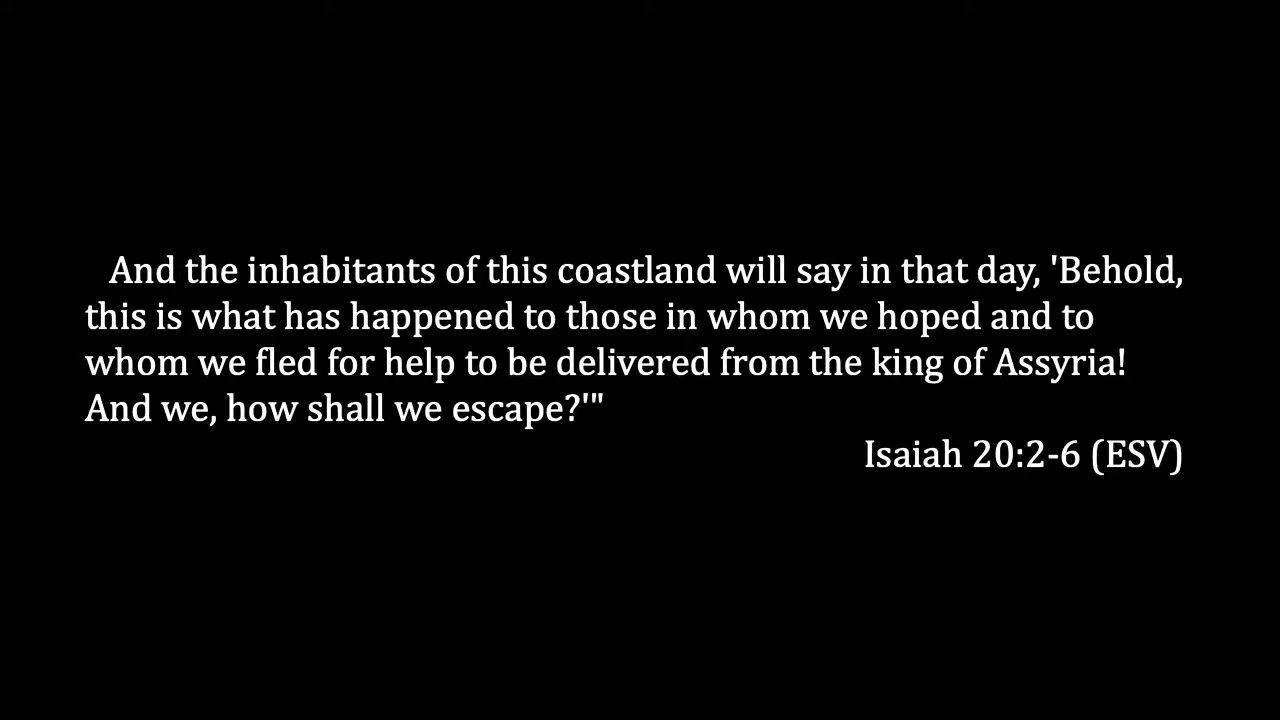 And the inhabitants of this coastland will say in that day, 'Behold,
this is what has happened to those in whom we hoped and to
whom we fled for help to be delivered from the king of Assyria!
And we, how shall we escape?'"
Isaiah 20:2-6 (ESV)